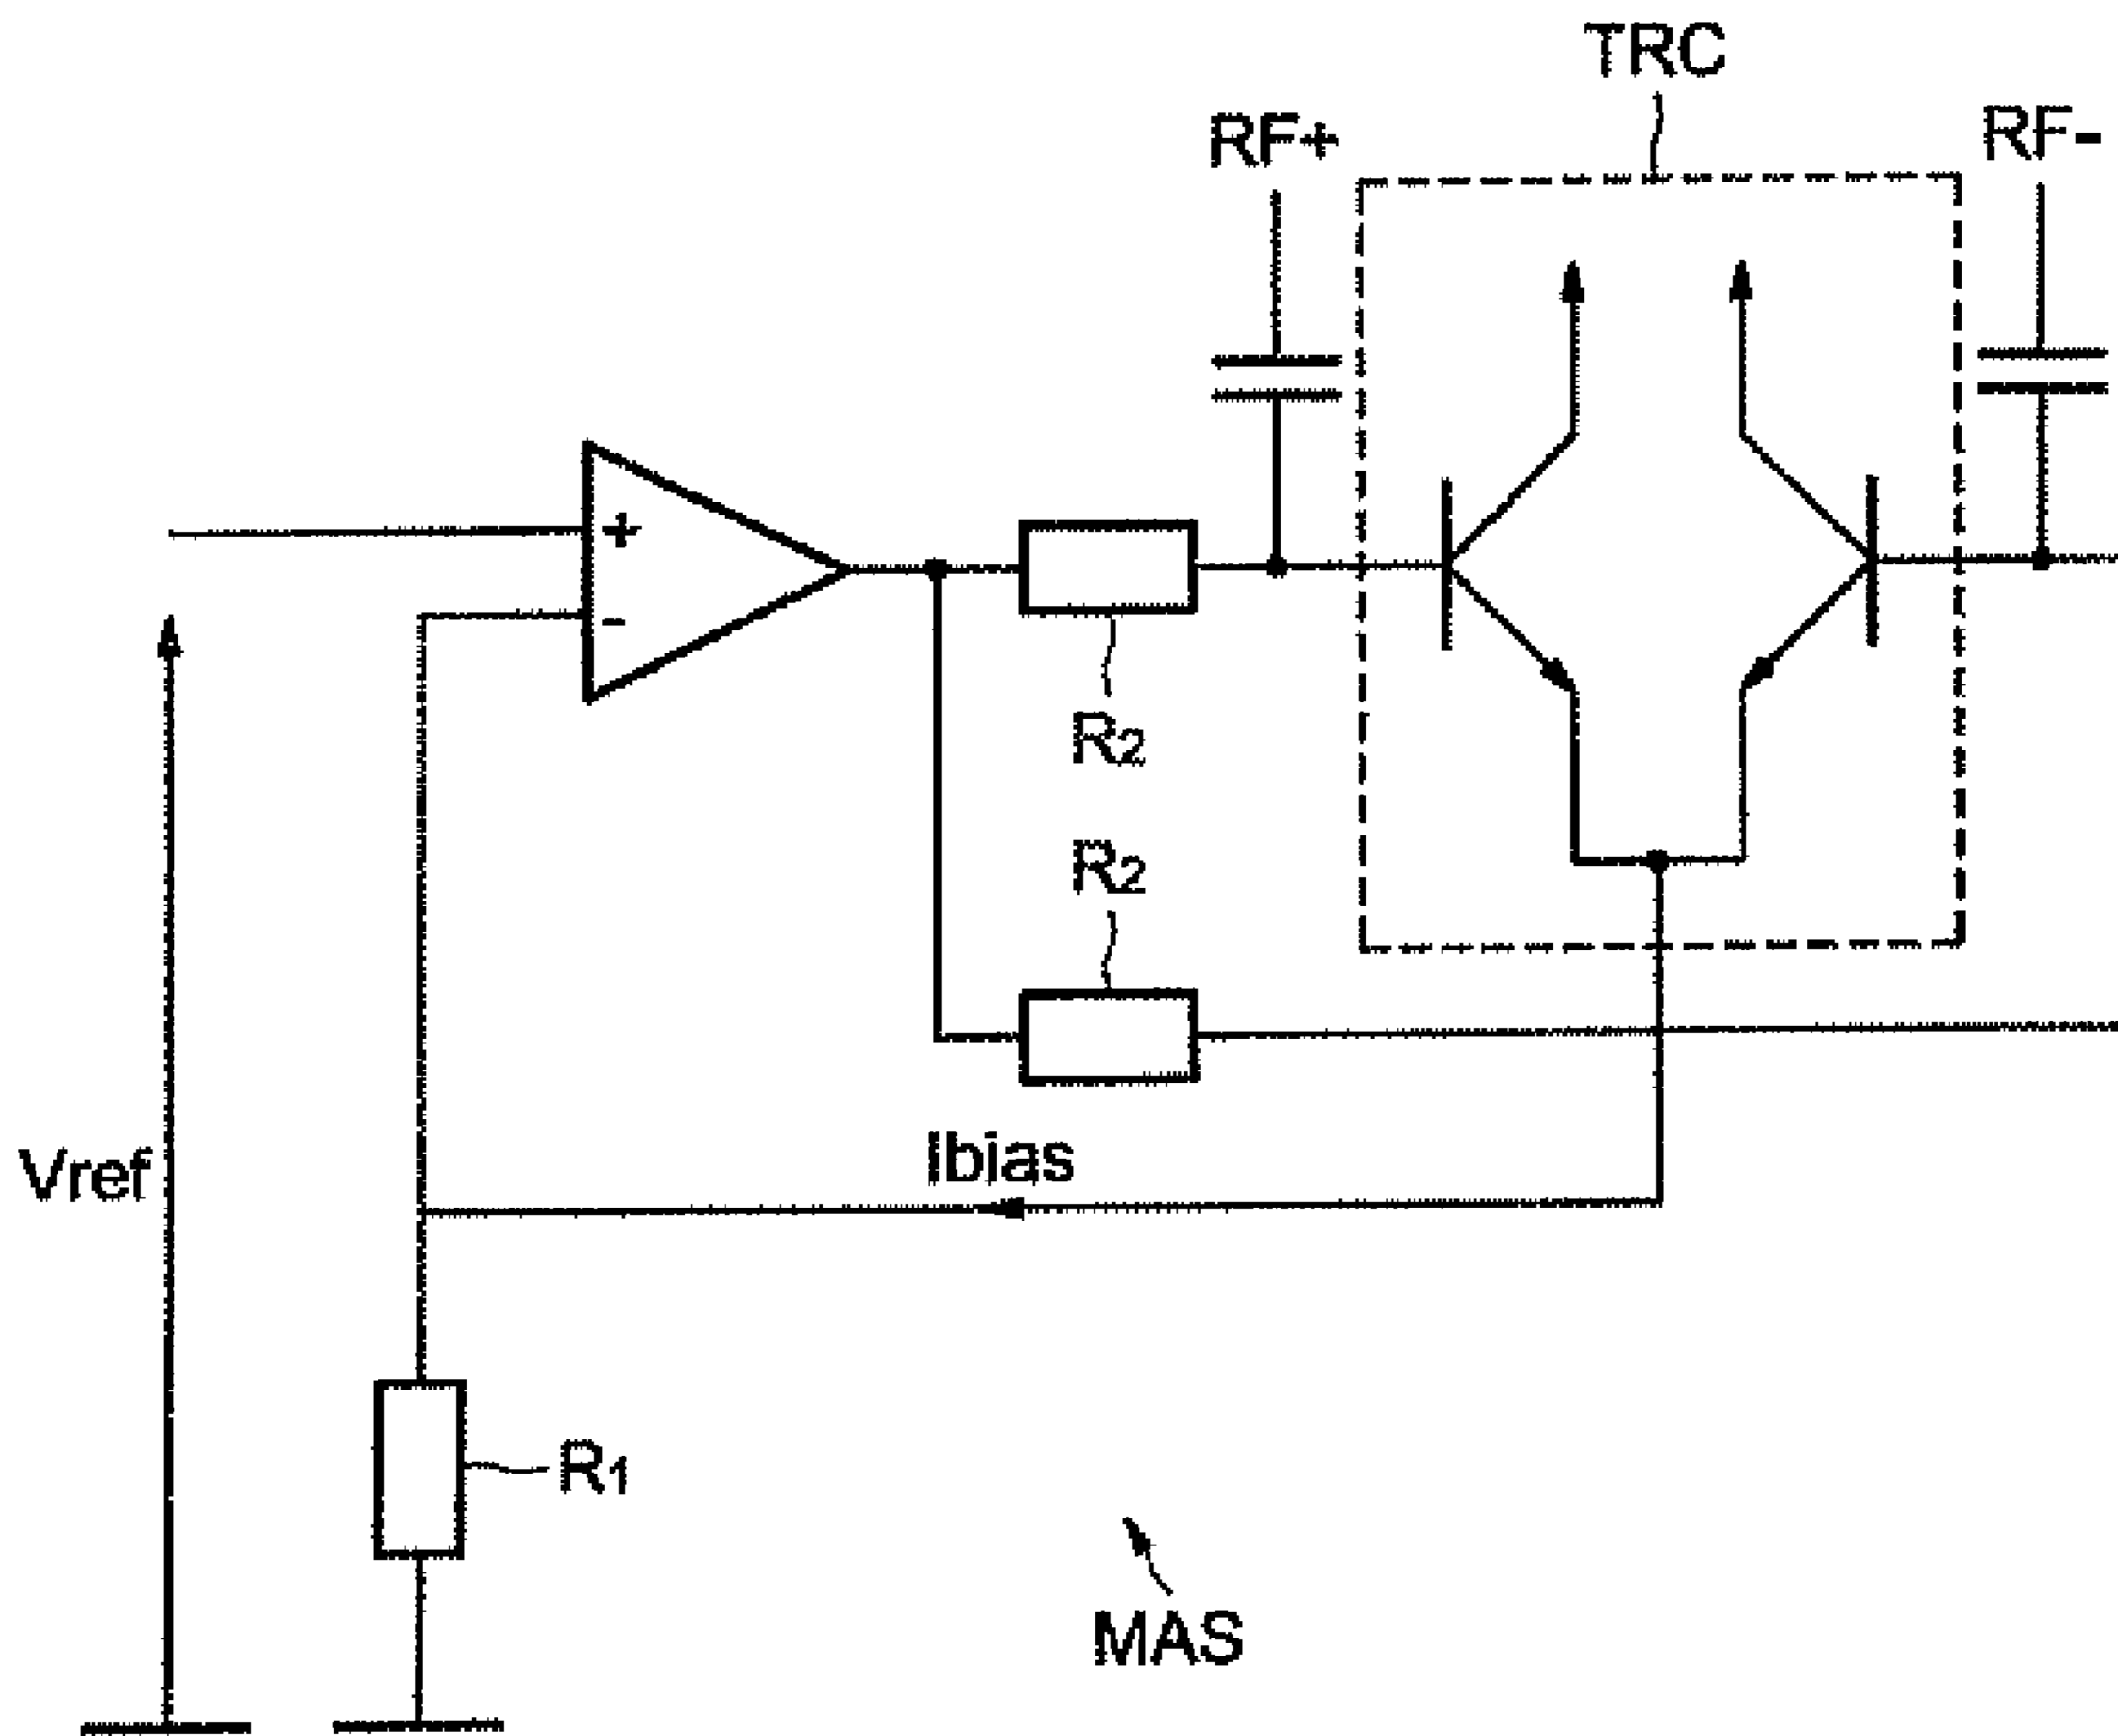 TRC
RF+
RF-
+
-
R2
R2
Vref
Ibias
R1
MAS